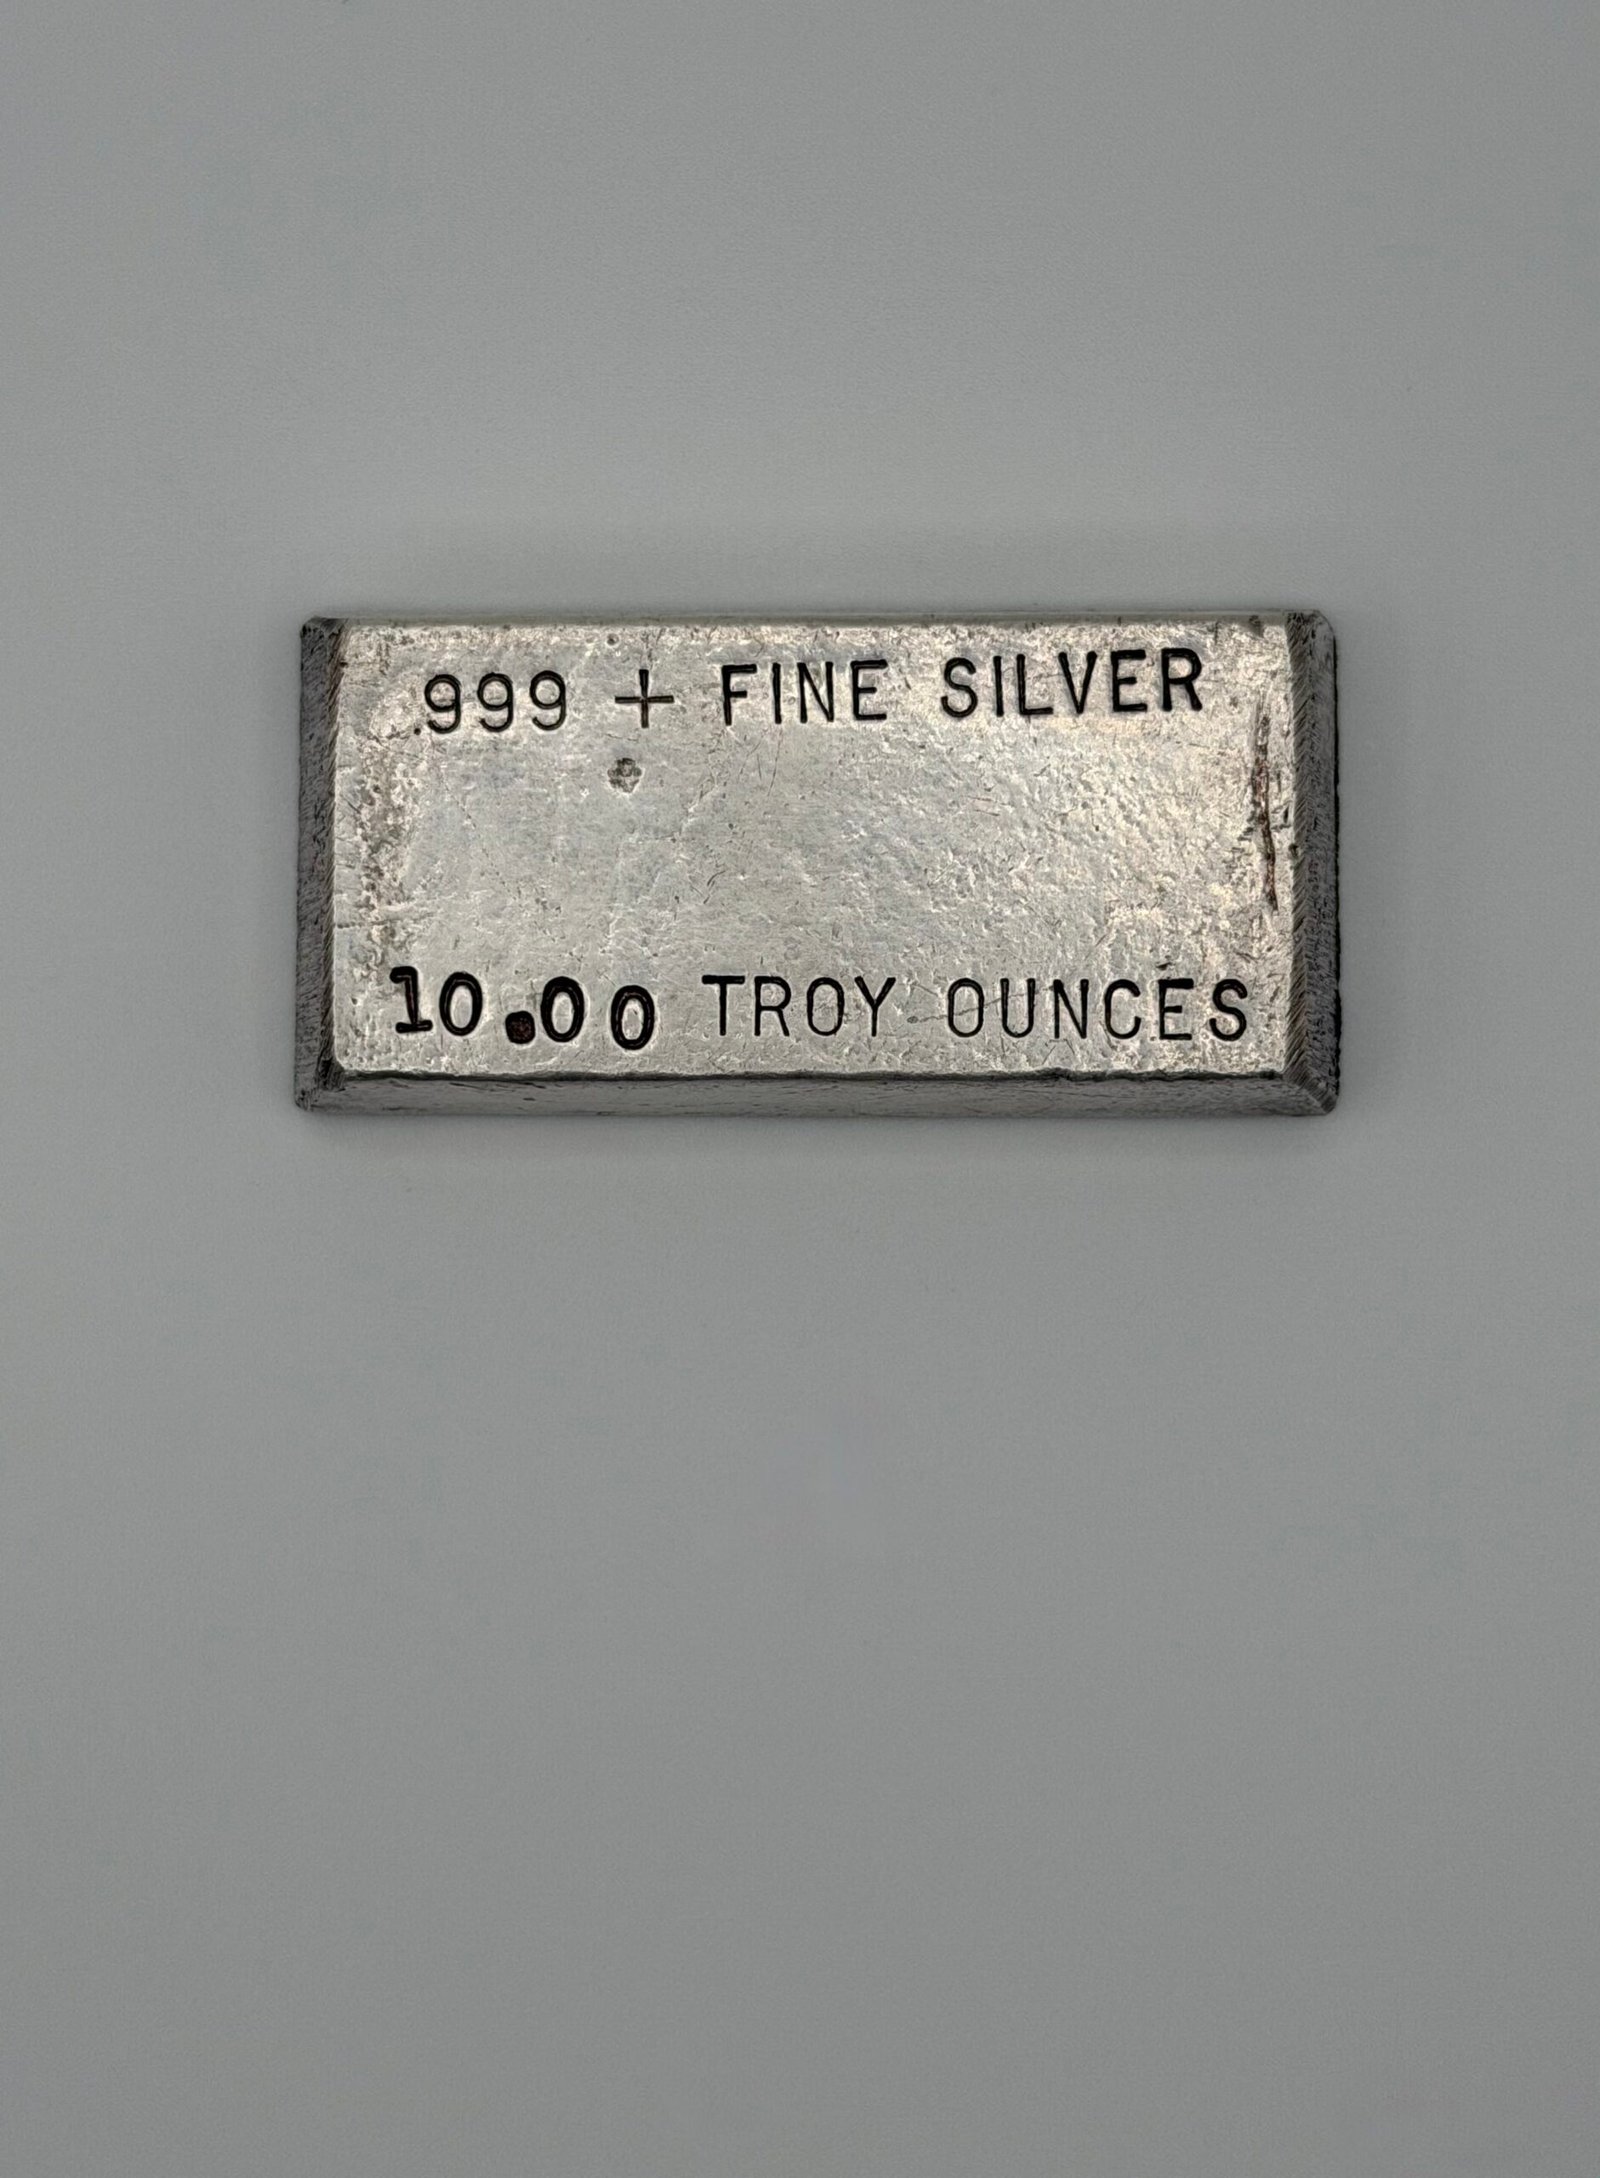 .999 + FINE SILVER
10.00 TROY OUNCES